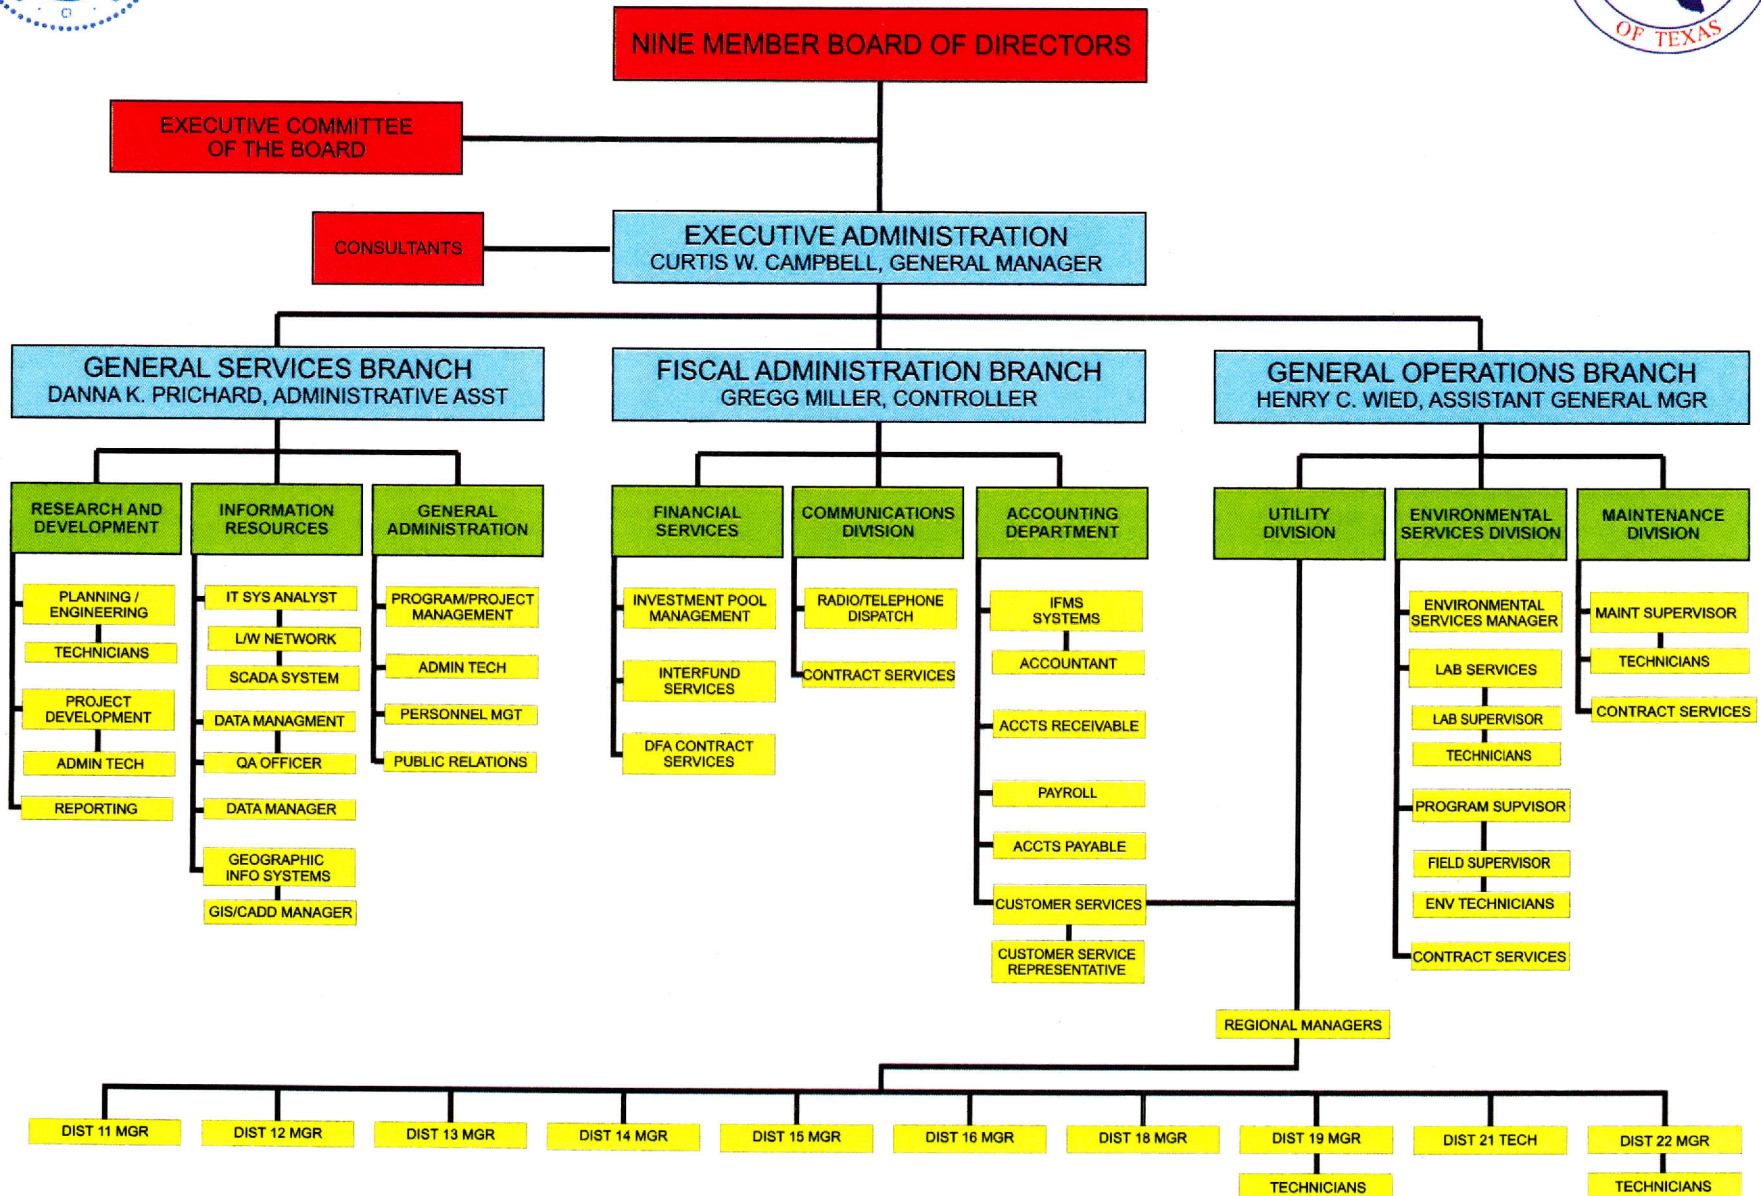 OF TEXAS
NINE MEMBER BOARD OF DIRECTORS
EXECUTIVE COMMITTEE
OF THE BOARD
CONSULTANTS
EXECUTIVE ADMINISTRATION
CURTIS W. CAMPBELL, GENERAL MANAGER
GENERAL SERVICES BRANCH
DANNA K. PRICHARD, ADMINISTRATIVE ASST
FISCAL ADMINISTRATION BRANCH
GREGG MILLER, CONTROLLER
GENERAL OPERATIONS BRANCH
HENRY C. WIED, ASSISTANT GENERAL MGR
RESEARCH AND
DEVELOPMENT
PLANNING /
ENGINEERING
TECHNICIANS
PROJECT
DEVELOPMENT
ADMIN TECH
REPORTING
INFORMATION
RESOURCES
IT SYS ANALYST
L/W NETWORK
SCADA SYSTEM
DATA MANAGMENT
QA OFFICER
DATA MANAGER
GEOGRAPHIC
INFO SYSTEMS
GIS/CADD MANAGER
GENERAL
ADMINISTRATION
PROGRAM/PROJECT
MANAGEMENT
ADMIN TECH
PERSONNEL MGT
PUBLIC RELATIONS
FINANCIAL
SERVICES
INVESTMENT POOL
MANAGEMENT
INTERFUND
SERVICES
DFA CONTRACT
SERVICES
COMMUNICATIONS
DIVISION
RADIO/TELEPHONE
DISPATCH
CONTRACT SERVICES
ACCOUNTING
DEPARTMENT
IFMS
SYSTEMS
ACCOUNTANT
ACCTS RECEIVABLE
PAYROLL
ACCTS PAYABLE
CUSTOMER SERVICES
CUSTOMER SERVICE
REPRESENTATIVE
UTILITY
DIVISION
ENVIRONMENTAL
SERVICES DIVISION
ENVIRONMENTAL
SERVICES MANAGER
LAB SERVICES
LAB SUPERVISOR
TECHNICIANS
PROGRAM SUPVISOR
FIELD SUPERVISOR
ENV TECHNICIANS
CONTRACT SERVICES
MAINTENANCE
DIVISION
MAINT SUPERVISOR
TECHNICIANS
CONTRACT SERVICES
REGIONAL MANAGERS
DIST 11 MGR
DIST 12 MGR
DIST 13 MGR
DIST 14 MGR
DIST 15 MGR
DIST 16 MGR
DIST 18 MGR
DIST 19 MGR
DIST 21 TECH
DIST 22 MGR
TECHNICIANS
TECHNICIANS